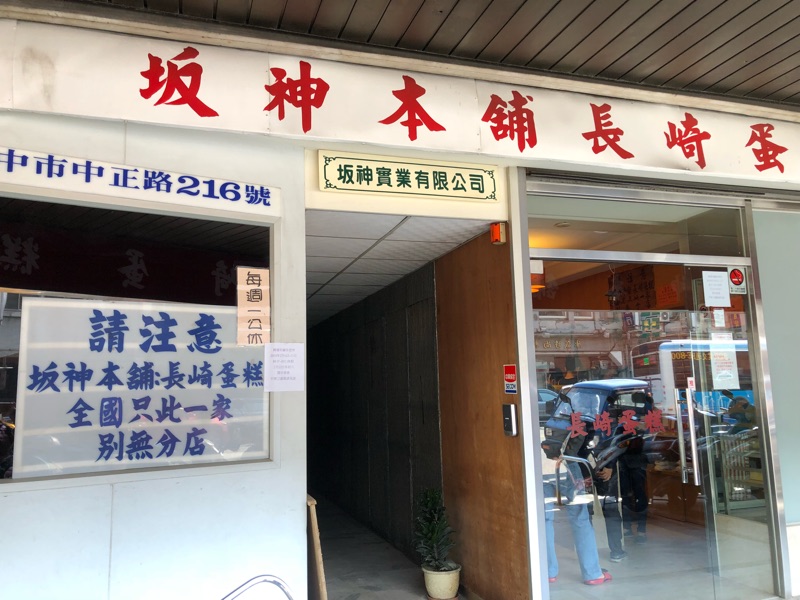 坂神本舖長崎蛋
中市中正路216號
坂神實業有限公司
每週一公休
請注意
坂神本舖:長崎蛋糕
全國只此一家
別無分店
長崎蛋糕